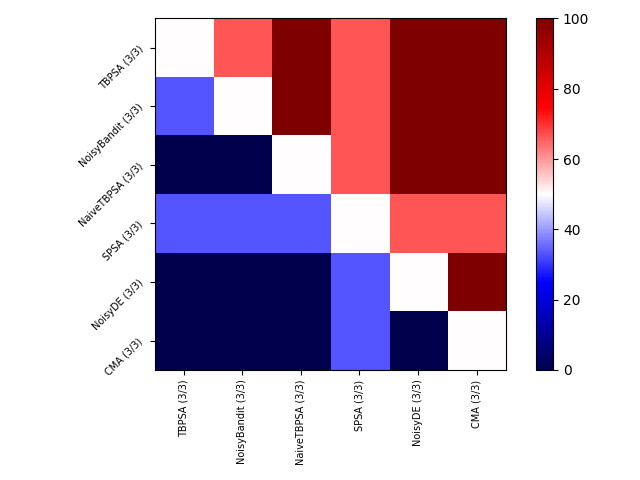 TBPSA (3/3)
NoisyBandit (3/3)
NaiveTBPSA (3/3)
SPSA (3/3)
NoisyDE (3/3)
CMA (3/3)
TBPSA (3/3)
NoisyBandit (3/3)
NaiveTBPSA (3/3)
SPSA (3/3)
NoisyDE (3/3)
CMA (3/3)
100
80
60
40
20
0